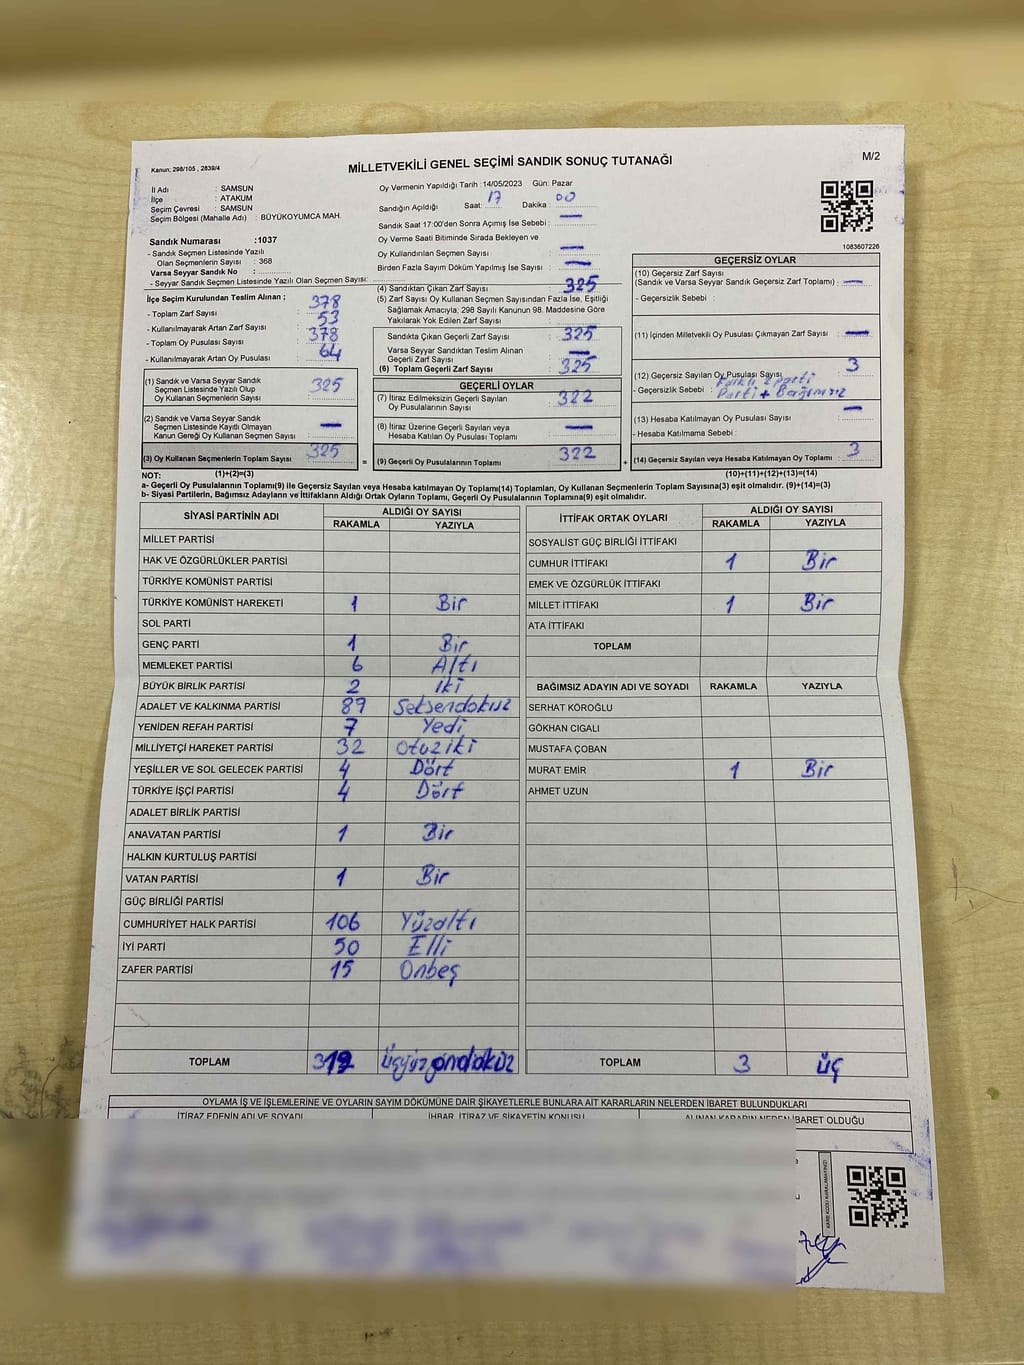 Kanun; 298/105 , 2839/4
MİLLETVEKİLİ GENEL SEÇİMİ SANDIK SONUÇ TUTANAĞI
M/2
İl Adı : SAMSUN
İlçe : ATAKUM
Seçim Çevresi : SAMSUN
Seçim Bölgesi (Mahalle Adı) : BÜYÜKOYUMCA MAH.
Sandık Numarası :1037
- Sandık Seçmen Listesinde Yazılı
Olan Seçmenlerin Sayısı : 368
Varsa Seyyar Sandık No :
- Seyyar Sandık Seçmen Listesinde Yazılı Olan Seçmen Sayısı:
Oy Vermenin Yapıldığı Tarih :14/05/2023 Gün: Pazar
Sandığın Açıldığı Saat: 17 Dakika : 00
Sandık Saat 17:00'den Sonra Açımış İse Sebebi : —
Oy Verme Saati Bitiminde Sırada Bekleyen ve
Oy Kullandırılan Seçmen Sayısı : —
Birden Fazla Sayım Döküm Yapılmış İse Sayısı : —
1083607226
İlçe Seçim Kurulundan Teslim Alınan ;
- Toplam Zarf Sayısı : 378
- Kullanılmayarak Artan Zarf Sayısı : 53
- Toplam Oy Pusulası Sayısı : 378
- Kullanılmayarak Artan Oy Pusulası : 64
(4) Sandıktan Çıkan Zarf Sayısı : 325
(5) Zarf Sayısı Oy Kullanan Seçmen Sayısından Fazla İse, Eşitliği
Sağlamak Amacıyla; 298 Sayılı Kanunun 98. Maddesine Göre
Yakılarak Yok Edilen Zarf Sayısı :
Sandıkta Çıkan Geçerli Zarf Sayısı : 325
Varsa Seyyar Sandıktan Teslim Alınan
Geçerli Zarf Sayısı : —
(6) Toplam Geçerli Zarf Sayısı : 325
GEÇERSİZ OYLAR
(10) Geçersiz Zarf Sayısı
(Sandık ve Varsa Seyyar Sandık Geçersiz Zarf Toplamı) : —
- Geçersizlik Sebebi :
(11) İçinden Milletvekili Oy Pusulası Çıkmayan Zarf Sayısı : —
(12) Geçersiz Sayılan Oy Pusulası Sayısı : 3
- Geçersizlik Sebebi : Farklı 2 parti
Parti + Bağımsız
(13) Hesaba Katılmayan Oy Pusulası Sayısı : —
- Hesaba Katılmama Sebebi :
(14) Geçersiz Sayılan veya Hesaba Katılmayan Oy Toplamı : 3
(1) Sandık ve Varsa Seyyar Sandık
Seçmen Listesinde Yazılı Olup
Oy Kullanan Seçmenlerin Sayısı : 325
(2) Sandık ve Varsa Seyyar Sandık
Seçmen Listesinde Kayıtlı Olmayan
Kanun Gereği Oy Kullanan Seçmen Sayısı : —
(3) Oy Kullanan Seçmenlerin Toplam Sayısı : 325
GEÇERLİ OYLAR
(7) İtiraz Edilmeksizin Geçerli Sayılan
Oy Pusulalarının Sayısı : 322
(8) İtiraz Üzerine Geçerli Sayılan veya
Hesaba Katılan Oy Pusulası Toplamı : —
= (9) Geçerli Oy Pusulalarının Toplamı : 322 +
NOT: (1)+(2)=(3) (10)+(11)+(12)+(13)=(14)
a- Geçerli Oy Pusulasının Toplamı(9) ile Geçersiz Sayılan veya Hesaba katılmayan Oy Toplamı(14) Toplamları, Oy Kullanan Seçmenlerin Toplam Sayısına(3) eşit olmalıdır. (9)+(14)=(3)
b- Siyasi Partilerin, Bağımsız Adayların ve İttifakların Aldığı Ortak Oyların Toplamı, Geçerli Oy Pusulalarının Toplamına(9) eşit olmalıdır.
SİYASİ PARTİNİN ADI ALDIĞI OY SAYISI
RAKAMLA YAZIYLA
MİLLET PARTİSİ
HAK VE ÖZGÜRLÜKLER PARTİSİ
TÜRKİYE KOMÜNİST PARTİSİ
TÜRKİYE KOMÜNİST HAREKETİ 1 Bir
SOL PARTİ
GENÇ PARTİ 1 Bir
MEMLEKET PARTİSİ 6 Altı
BÜYÜK BİRLİK PARTİSİ 2 İki
ADALET VE KALKINMA PARTİSİ 89 Seksendokuz
YENİDEN REFAH PARTİSİ 7 Yedi
MİLLİYETÇİ HAREKET PARTİSİ 32 Otuziki
YEŞİLLER VE SOL GELECEK PARTİSİ 4 Dört
TÜRKİYE İŞÇİ PARTİSİ 4 Dört
ADALET BİRLİK PARTİSİ
ANAVATAN PARTİSİ 1 Bir
HALKIN KURTULUŞ PARTİSİ
VATAN PARTİSİ 1 Bir
GÜÇ BİRLİĞİ PARTİSİ
CUMHURİYET HALK PARTİSİ 106 Yüzaltı
İYİ PARTİ 50 Elli
ZAFER PARTİSİ 15 Onbeş
TOPLAM 319 üçyüzondokuz
İTTİFAK ORTAK OYLARI ALDIĞI OY SAYISI
RAKAMLA YAZIYLA
SOSYALİST GÜÇ BİRLİĞİ İTTİFAKI
CUMHUR İTTİFAKI 1 Bir
EMEK VE ÖZGÜRLÜK İTTİFAKI
MİLLET İTTİFAKI 1 Bir
ATA İTTİFAKI
TOPLAM
BAĞIMSIZ ADAYIN ADI VE SOYADI RAKAMLA YAZIYLA
SERHAT KÖROĞLU
GÖKHAN CIGALI
MUSTAFA ÇOBAN
MURAT EMİR 1 Bir
AHMET UZUN
TOPLAM 3 üç
OYLAMA İŞ VE İŞLEMLERİNE VE OYLARIN SAYIM DÖKÜMÜNE DAİR ŞİKAYETLERLE BUNLARA AİT KARARLARIN NELERDEN İBARET BULUNDUKLARI
İTİRAZ EDENİN ADI VE SOYADI İHBAR, İTİRAZ VE ŞİKAYETİN KONUSU ALINAN KARARIN NEDEN İBARET OLDUĞU